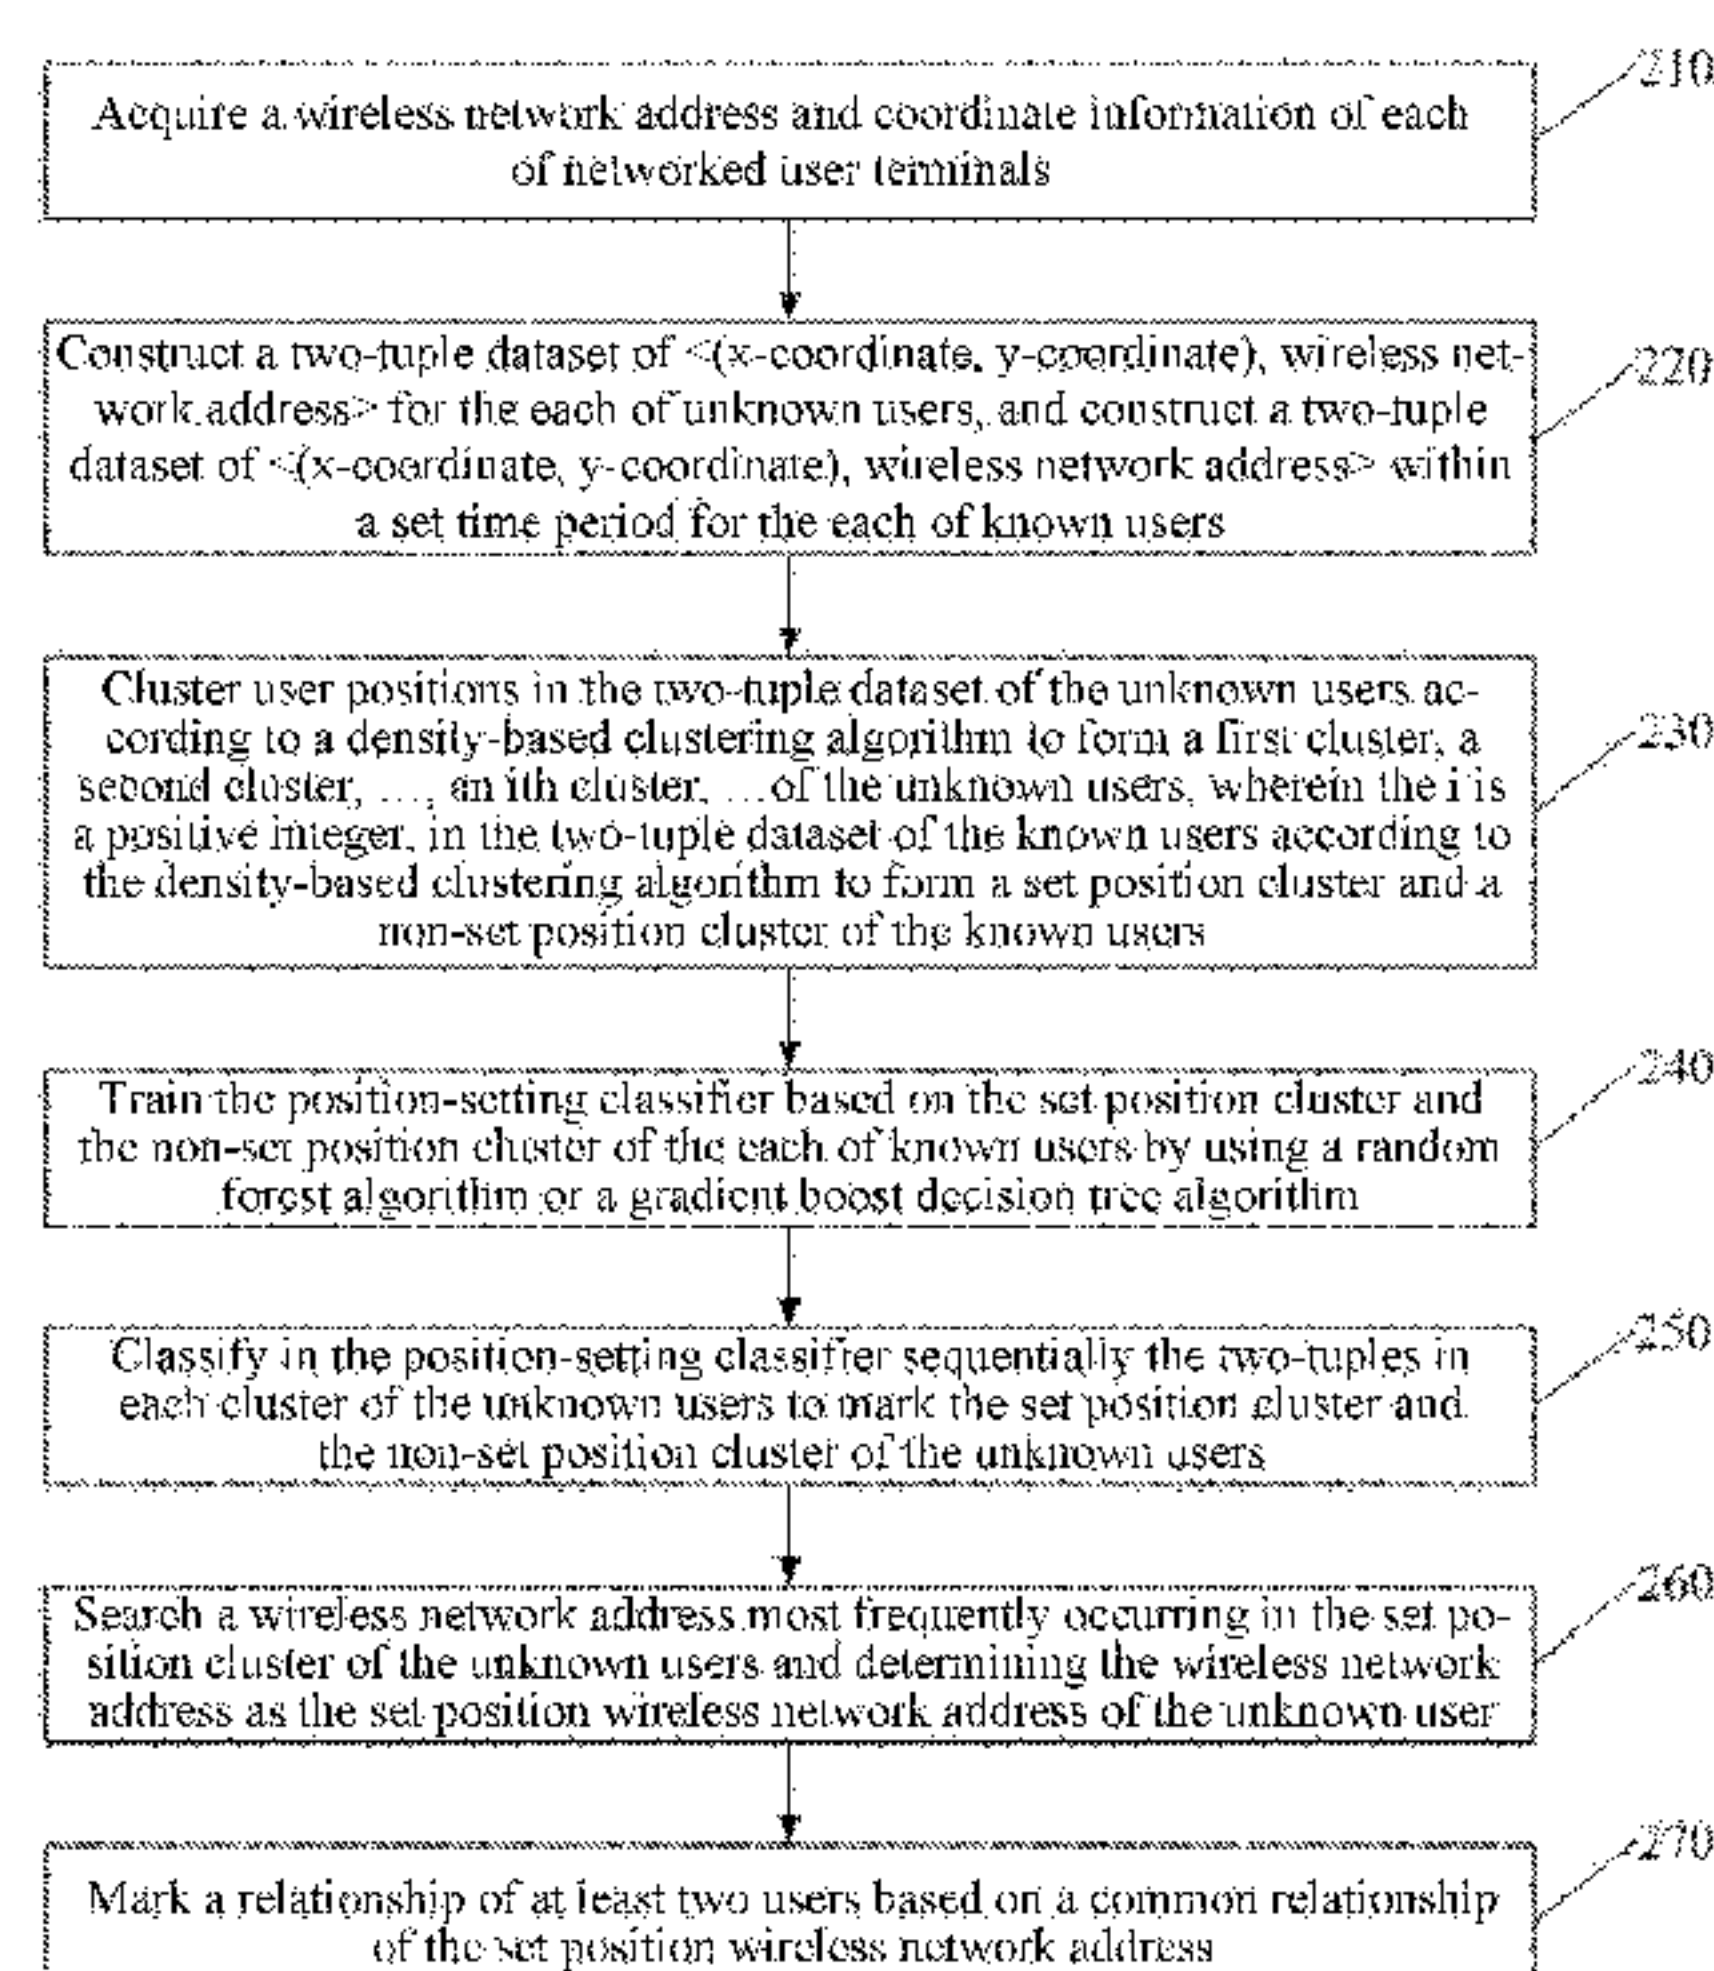 210
Acquire a wireless network address and coordinate information of each
of networked user terminals
220
Construct a two-tuple dataset of <(x-coordinate, y-coordinate), wireless net-
work address> for the each of unknown users, and construct a two-tuple
dataset of <(x-coordinate, y-coordinate), wireless network address> within
a set time period for the each of known users
230
Cluster user positions in the two-tuple dataset of the unknown users ac-
cording to a density-based clustering algorithm to form a first cluster, a
second cluster, ..., an ith cluster, ... of the unknown users, wherein the i is
a positive integer, in the two-tuple dataset of the known users according to
the density-based clustering algorithm to form a set position cluster and a
non-set position cluster of the known users
240
Train the position-setting classifier based on the set position cluster and
the non-set position cluster of the each of known users by using a random
forest algorithm or a gradient boost decision tree algorithm
250
Classify in the position-setting classifier sequentially the two-tuples in
each cluster of the unknown users to mark the set position cluster and
the non-set position cluster of the unknown users
260
Search a wireless network address most frequently occurring in the set po-
sition cluster of the unknown users and determining the wireless network
address as the set position wireless network address of the unknown user
270
Mark a relationship of at least two users based on a common relationship
of the set position wireless network address